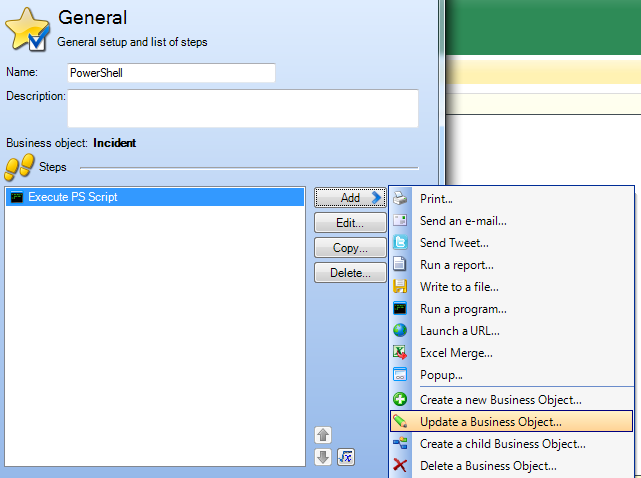 General
General setup and list of steps
Name: PowerShell
Description:
Business object: Incident
Steps
Execute PS Script
Add
Edit...
Copy...
Delete...
Print...
Send an e-mail...
Send Tweet...
Run a report...
Write to a file...
Run a program...
Launch a URL...
Excel Merge...
Popup...
Create a new Business Object...
Update a Business Object...
Create a child Business Object...
Delete a Business Object...